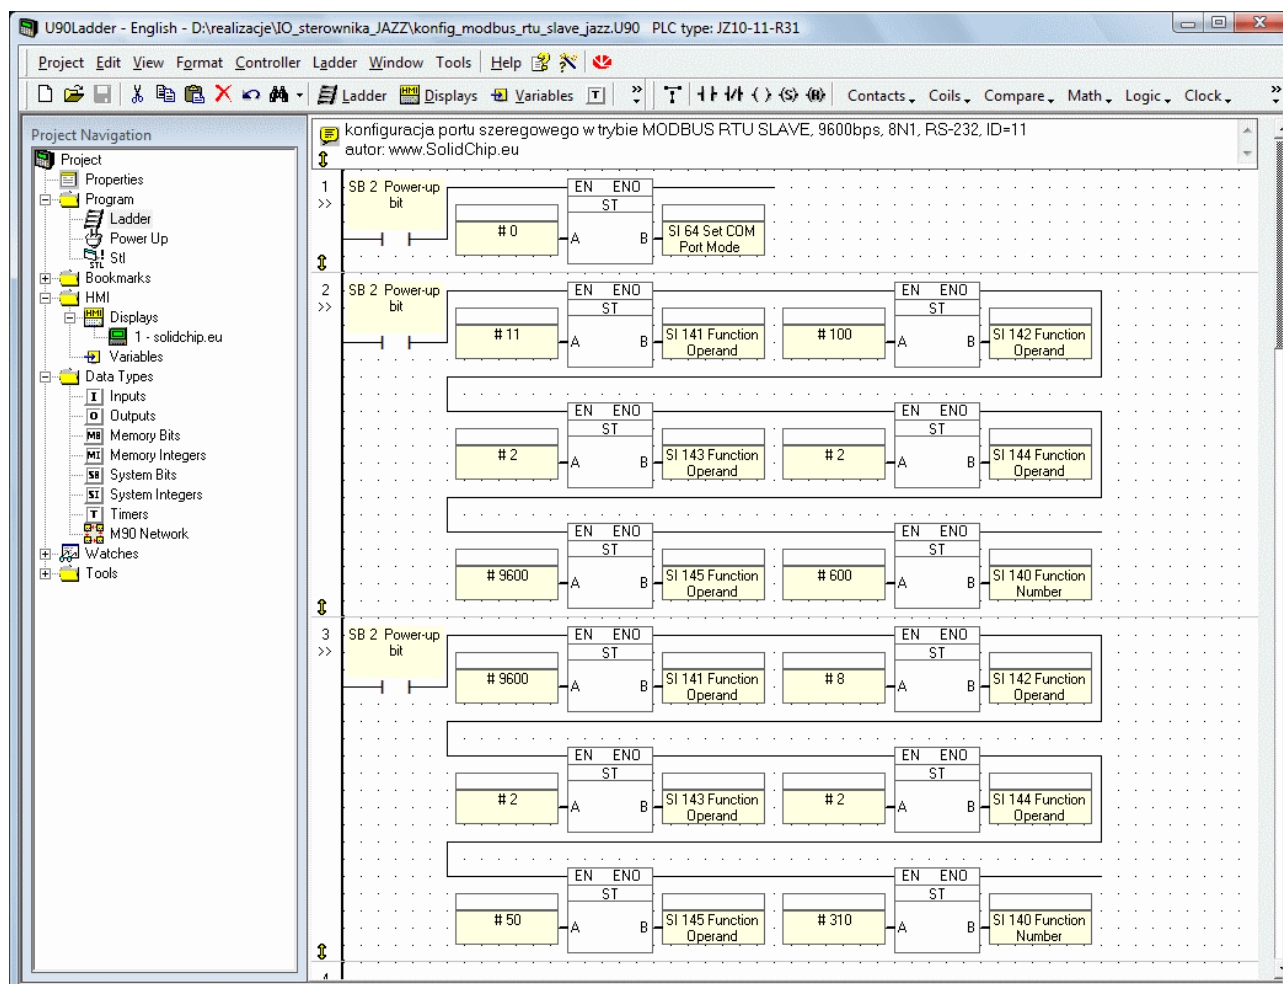 U90Ladder - English - D:\realizacje\IO_sterownika_JAZZ\konfig_modbus_rtu_slave_jazz.U90 PLC type: JZ10-11-R31
Project Edit View Format Controller Ladder Window Tools Help
Ladder HMI Displays Variables T Contacts Coils Compare Math Logic Clock
Project Navigation
Project
Properties
Program
Ladder
Power Up
STL Stl
Bookmarks
HMI
HMI Displays
1 - solidchip.eu
Variables
Data Types
I Inputs
O Outputs
MB Memory Bits
MI Memory Integers
SB System Bits
SI System Integers
T Timers
M90 Network
Watches
Tools
konfiguracja portu szeregowego w trybie MODBUS RTU SLAVE, 9600bps, 8N1, RS-232, ID=11
autor: www.SolidChip.eu
1 SB 2 Power-up
>> bit
EN ENO
ST
# 0 A B SI 64 Set COM
Port Mode
2 SB 2 Power-up
>> bit
EN ENO EN ENO
ST ST
# 11 A B SI 141 Function # 100 A B SI 142 Function
Operand Operand
EN ENO EN ENO
ST ST
# 2 A B SI 143 Function # 2 A B SI 144 Function
Operand Operand
EN ENO EN ENO
ST ST
# 9600 A B SI 145 Function # 600 A B SI 140 Function
Operand Number
3 SB 2 Power-up
>> bit
EN ENO EN ENO
ST ST
# 9600 A B SI 141 Function # 8 A B SI 142 Function
Operand Operand
EN ENO EN ENO
ST ST
# 2 A B SI 143 Function # 2 A B SI 144 Function
Operand Operand
EN ENO EN ENO
ST ST
# 50 A B SI 145 Function # 310 A B SI 140 Function
Operand Number
4